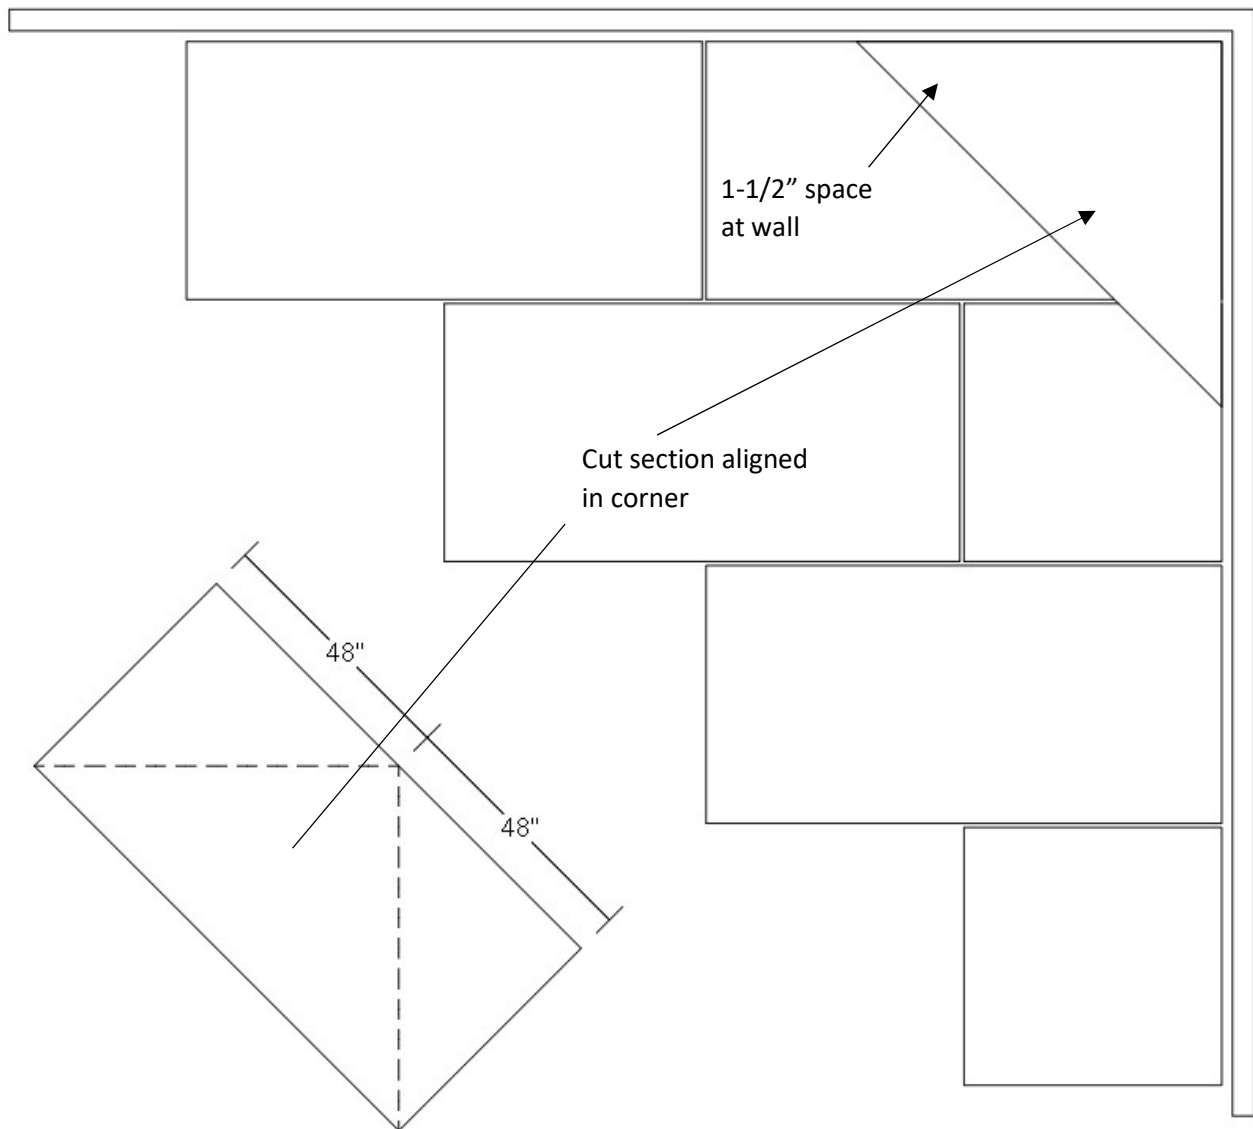 1-1/2” space
at wall
Cut section aligned
in corner
48"
48"